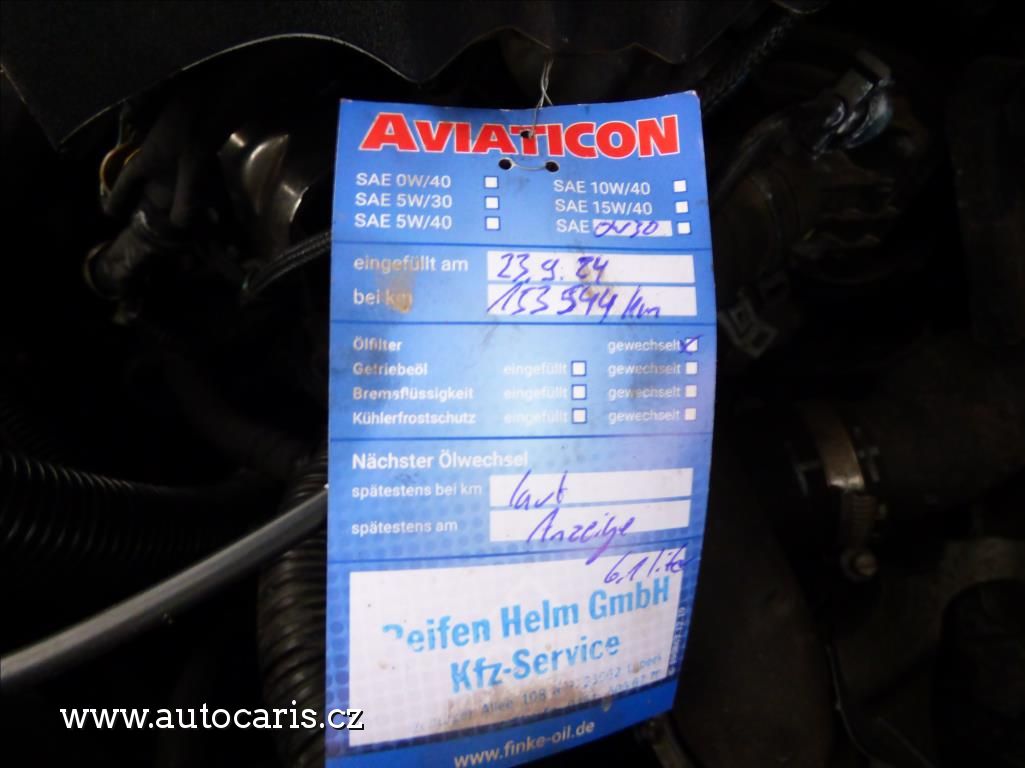 AVIATICON
SAE 0W/40 SAE 10W/40
SAE 5W/30 SAE 15W/40
SAE 5W/40 SAE 0W30
eingefüllt am 23.9.24
bei km 153 944 km
Ölfilter gewechselt
Getriebeöl eingefüllt gewechselt
Bremsflüssigkeit eingefüllt gewechselt
Kühlerfrostschutz eingefüllt gewechselt
Nächster Ölwechsel
spätestens bei km laut
spätestens am Anzeige
6,1 liter
Reifen Helm GmbH
Kfz-Service
Allee 108
www.finke-oil.de
www.autocaris.cz